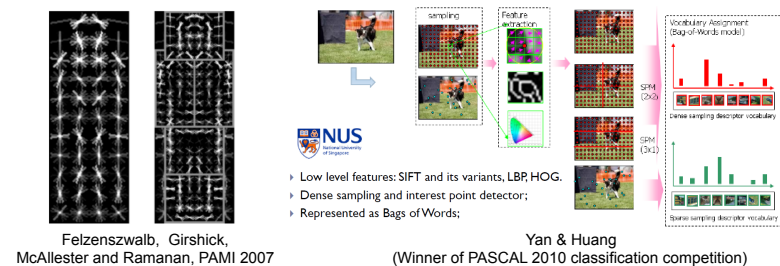 sampling
Feature
extraction
Vocabulary Assignment
(Bag-of-Words model)
SPM
(2x2)
Dense sampling descriptor vocabulary
SPM
(3x1)
Sparse sampling descriptor vocabulary
NUS
National University
of Singapore
Low level features: SIFT and its variants, LBP, HOG.
Dense sampling and interest point detector;
Represented as Bags of Words;
Felzenszwalb, Girshick,
McAllester and Ramanan, PAMI 2007
Yan & Huang
(Winner of PASCAL 2010 classification competition)